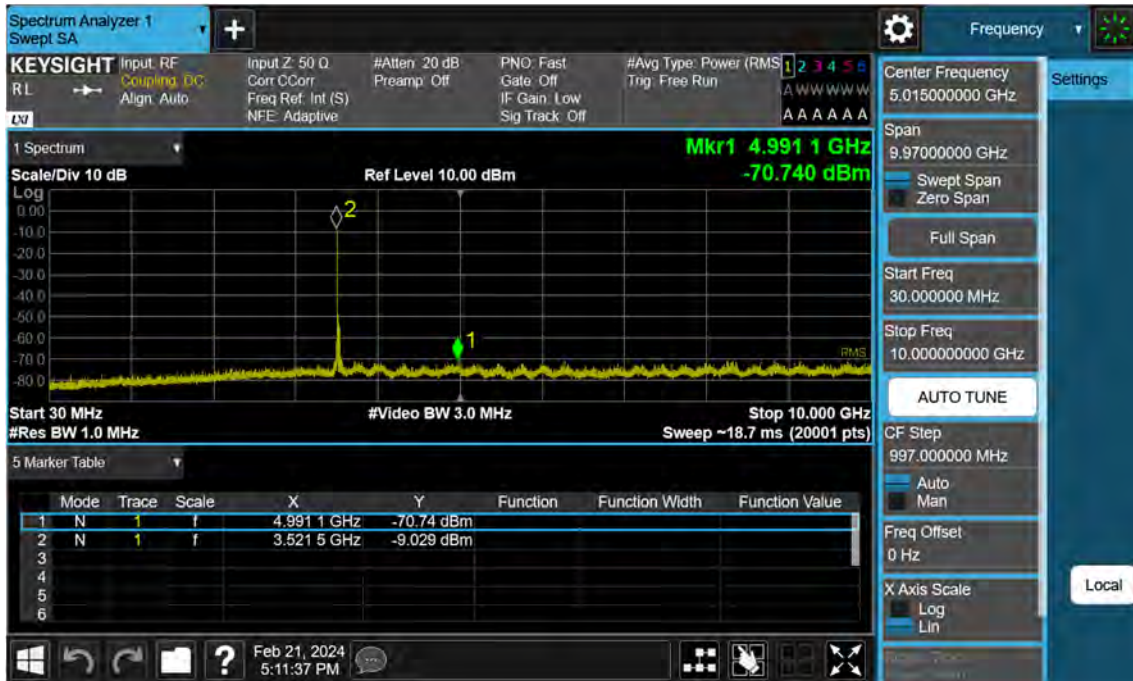 Spectrum Analyzer 1
Swept SA
+
Frequency
KEYSIGHT
RL
LXI
Input: RF
Coupling: DC
Align: Auto
Input Z: 50 Ω
Corr CCorr
Freq Ref: Int (S)
NFE: Adaptive
#Atten: 20 dB
Preamp: Off
PNO: Fast
Gate: Off
IF Gain: Low
Sig Track: Off
#Avg Type: Power (RMS
Trig: Free Run
1 2 3 4 5 6
A W W W W W
A A A A A A
1 Spectrum
Scale/Div 10 dB
Ref Level 10.00 dBm
Mkr1 4.991 1 GHz
-70.740 dBm
Log
0.00
-10.0
-20.0
-30.0
-40.0
-50.0
-60.0
-70.0
-80.0
2
1
RMS
Start 30 MHz
#Video BW 3.0 MHz
Stop 10.000 GHz
#Res BW 1.0 MHz
Sweep ~18.7 ms (20001 pts)
5 Marker Table
Mode Trace Scale X Y Function Function Width Function Value
1 N 1 f 4.991 1 GHz -70.74 dBm
2 N 1 f 3.521 5 GHz -9.029 dBm
3
4
5
6
Feb 21, 2024
5:11:37 PM
?
Center Frequency
5.015000000 GHz
Span
9.97000000 GHz
Swept Span
Zero Span
Full Span
Start Freq
30.000000 MHz
Stop Freq
10.000000000 GHz
AUTO TUNE
CF Step
997.000000 MHz
Auto
Man
Freq Offset
0 Hz
X Axis Scale
Log
Lin
Settings
Local